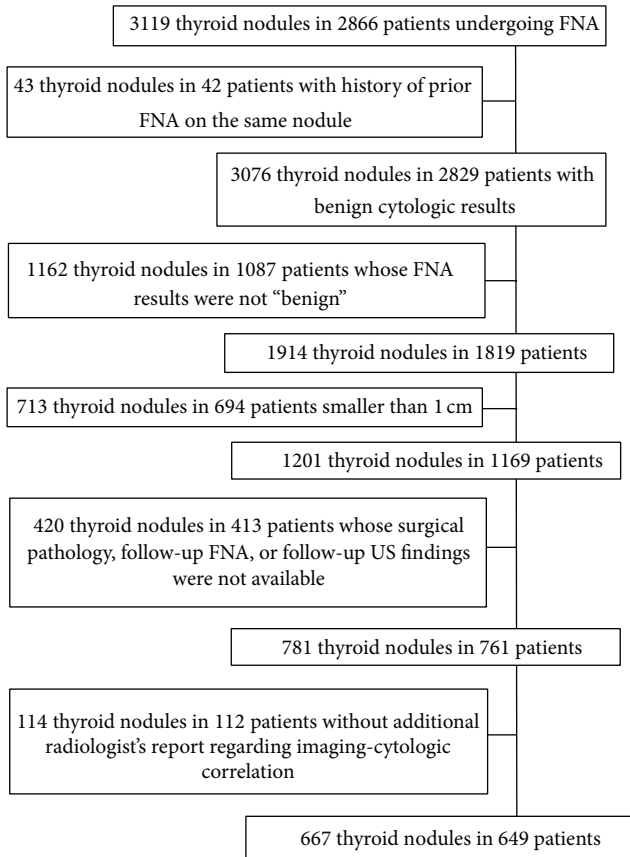 3119 thyroid nodules in 2866 patients undergoing FNA
43 thyroid nodules in 42 patients with history of prior
FNA on the same nodule
3076 thyroid nodules in 2829 patients with
benign cytologic results
1162 thyroid nodules in 1087 patients whose FNA
results were not “benign”
1914 thyroid nodules in 1819 patients
713 thyroid nodules in 694 patients smaller than 1 cm
1201 thyroid nodules in 1169 patients
420 thyroid nodules in 413 patients whose surgical
pathology, follow-up FNA, or follow-up US findings
were not available
781 thyroid nodules in 761 patients
114 thyroid nodules in 112 patients without additional
radiologist’s report regarding imaging-cytologic
correlation
667 thyroid nodules in 649 patients